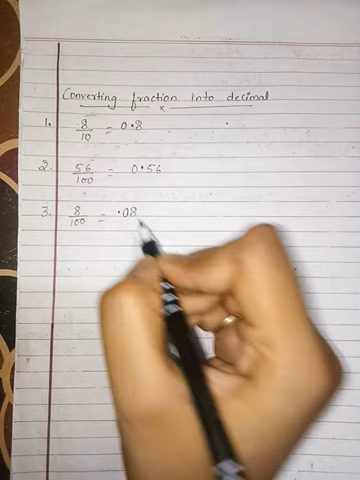 Converting fraction into decimal
1. 8/10 = 0.8
2. 56/100 = 0.56
3. 8/100 = .08